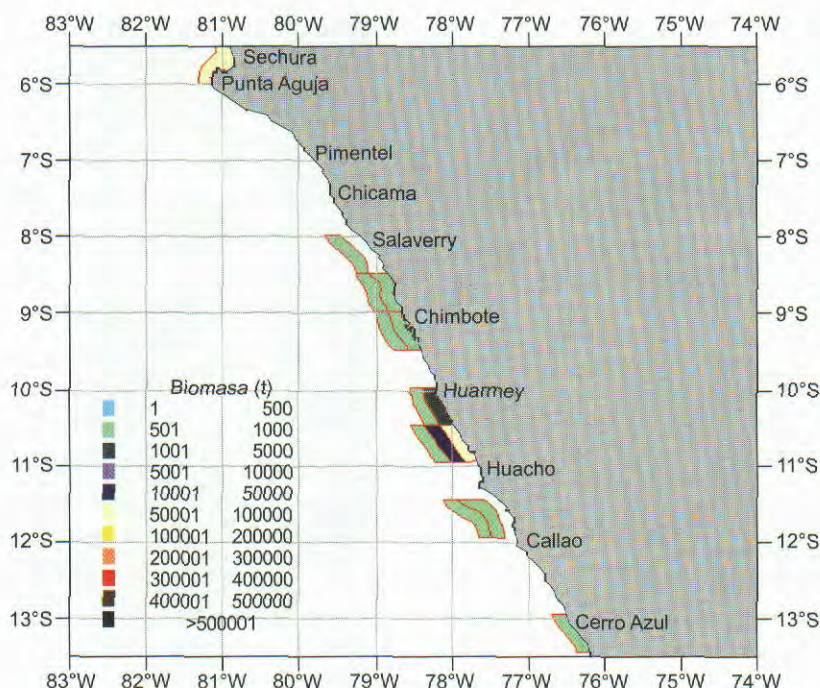 83°W 82°W 81°W 80°W 79°W 78°W 77°W 76°W 75°W 74°W
Sechura
6°S Punta Aguja 6°S
7°S Pimentel 7°S
Chicama
8°S Salaverry 8°S
9°S Chimbote 9°S
10°S Huarmey 10°S
Biomasa (t)
1 500
501 1000
1001 5000
5001 10000
10001 50000
50001 100000
100001 200000
200001 300000
300001 400000
400001 500000
>500001
11°S Huacho 11°S
12°S Callao 12°S
13°S Cerro Azul 13°S
83°W 82°W 81°W 80°W 79°W 78°W 77°W 76°W 75°W 74°W